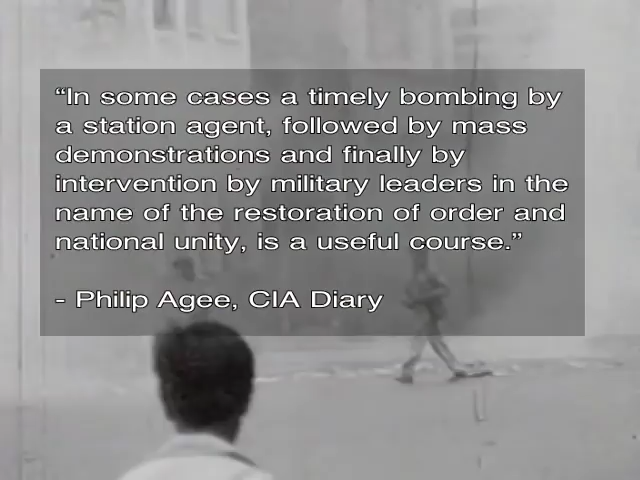 “In some cases a timely bombing by
a station agent, followed by mass
demonstrations and finally by
intervention by military leaders in the
name of the restoration of order and
national unity, is a useful course.”
- Philip Agee, CIA Diary